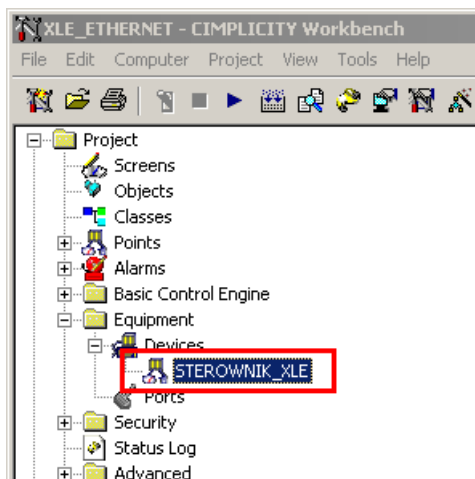 XLE_ETHERNET - CIMPLICITY Workbench
File Edit Computer Project View Tools Help
Project
Screens
Objects
Classes
Points
Alarms
Basic Control Engine
Equipment
Devices
STEROWNIK_XLE
Ports
Security
Status Log
Advanced